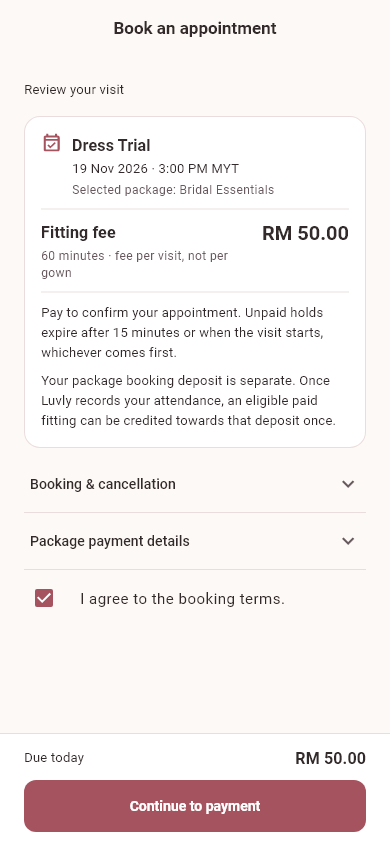 Book an appointment
Review your visit
Dress Trial
19 Nov 2026 · 3:00 PM MYT
Selected package: Bridal Essentials
Fitting fee
RM 50.00
60 minutes · fee per visit, not per
gown
Pay to confirm your appointment. Unpaid holds
expire after 15 minutes or when the visit starts,
whichever comes first.
Your package booking deposit is separate. Once
Luvly records your attendance, an eligible paid
fitting can be credited towards that deposit once.
Booking & cancellation
Package payment details
I agree to the booking terms.
Due today
RM 50.00
Continue to payment